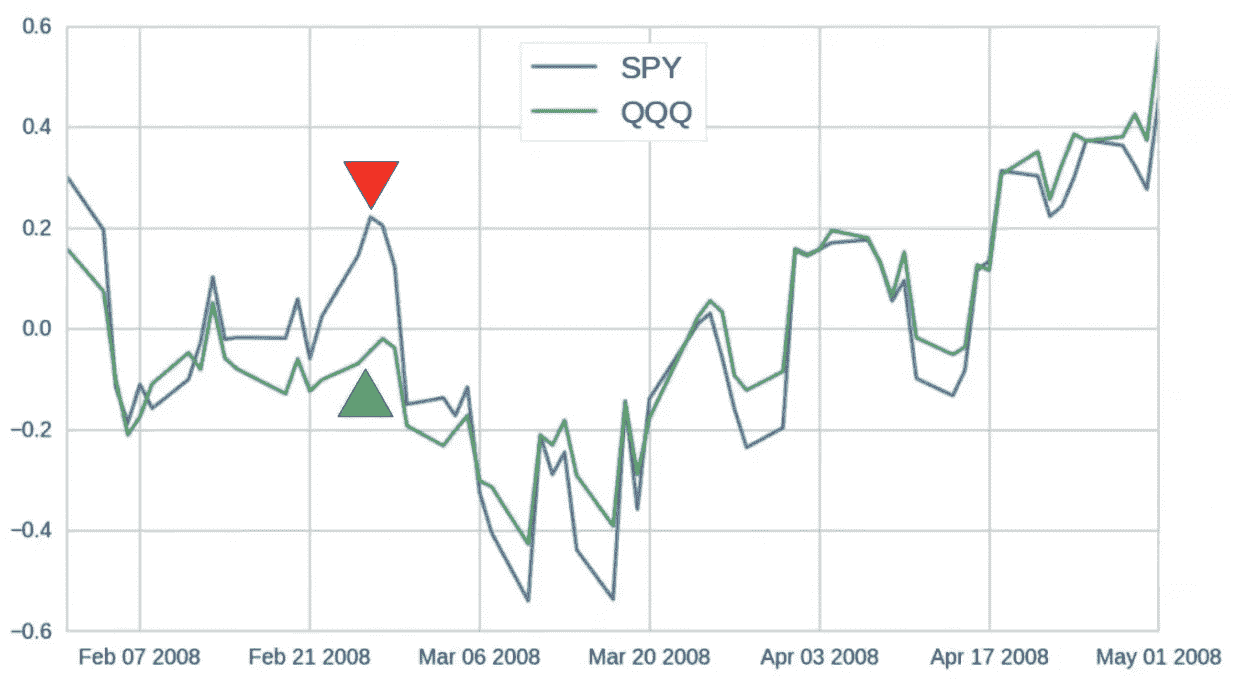 0.6
0.4
0.2
0.0
−0.2
−0.4
−0.6
SPY
QQQ
Feb 07 2008
Feb 21 2008
Mar 06 2008
Mar 20 2008
Apr 03 2008
Apr 17 2008
May 01 2008